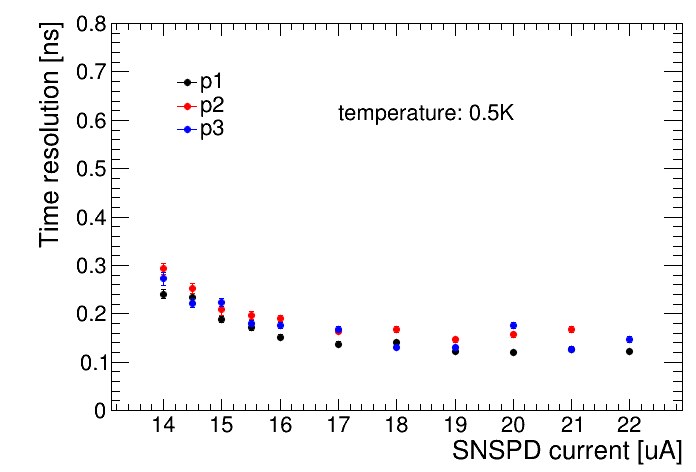 Time resolution [ns]
0.8
0.7
0.6
0.5
0.4
0.3
0.2
0.1
0
p1
p2
p3
temperature: 0.5K
14 15 16 17 18 19 20 21 22
SNSPD current [uA]